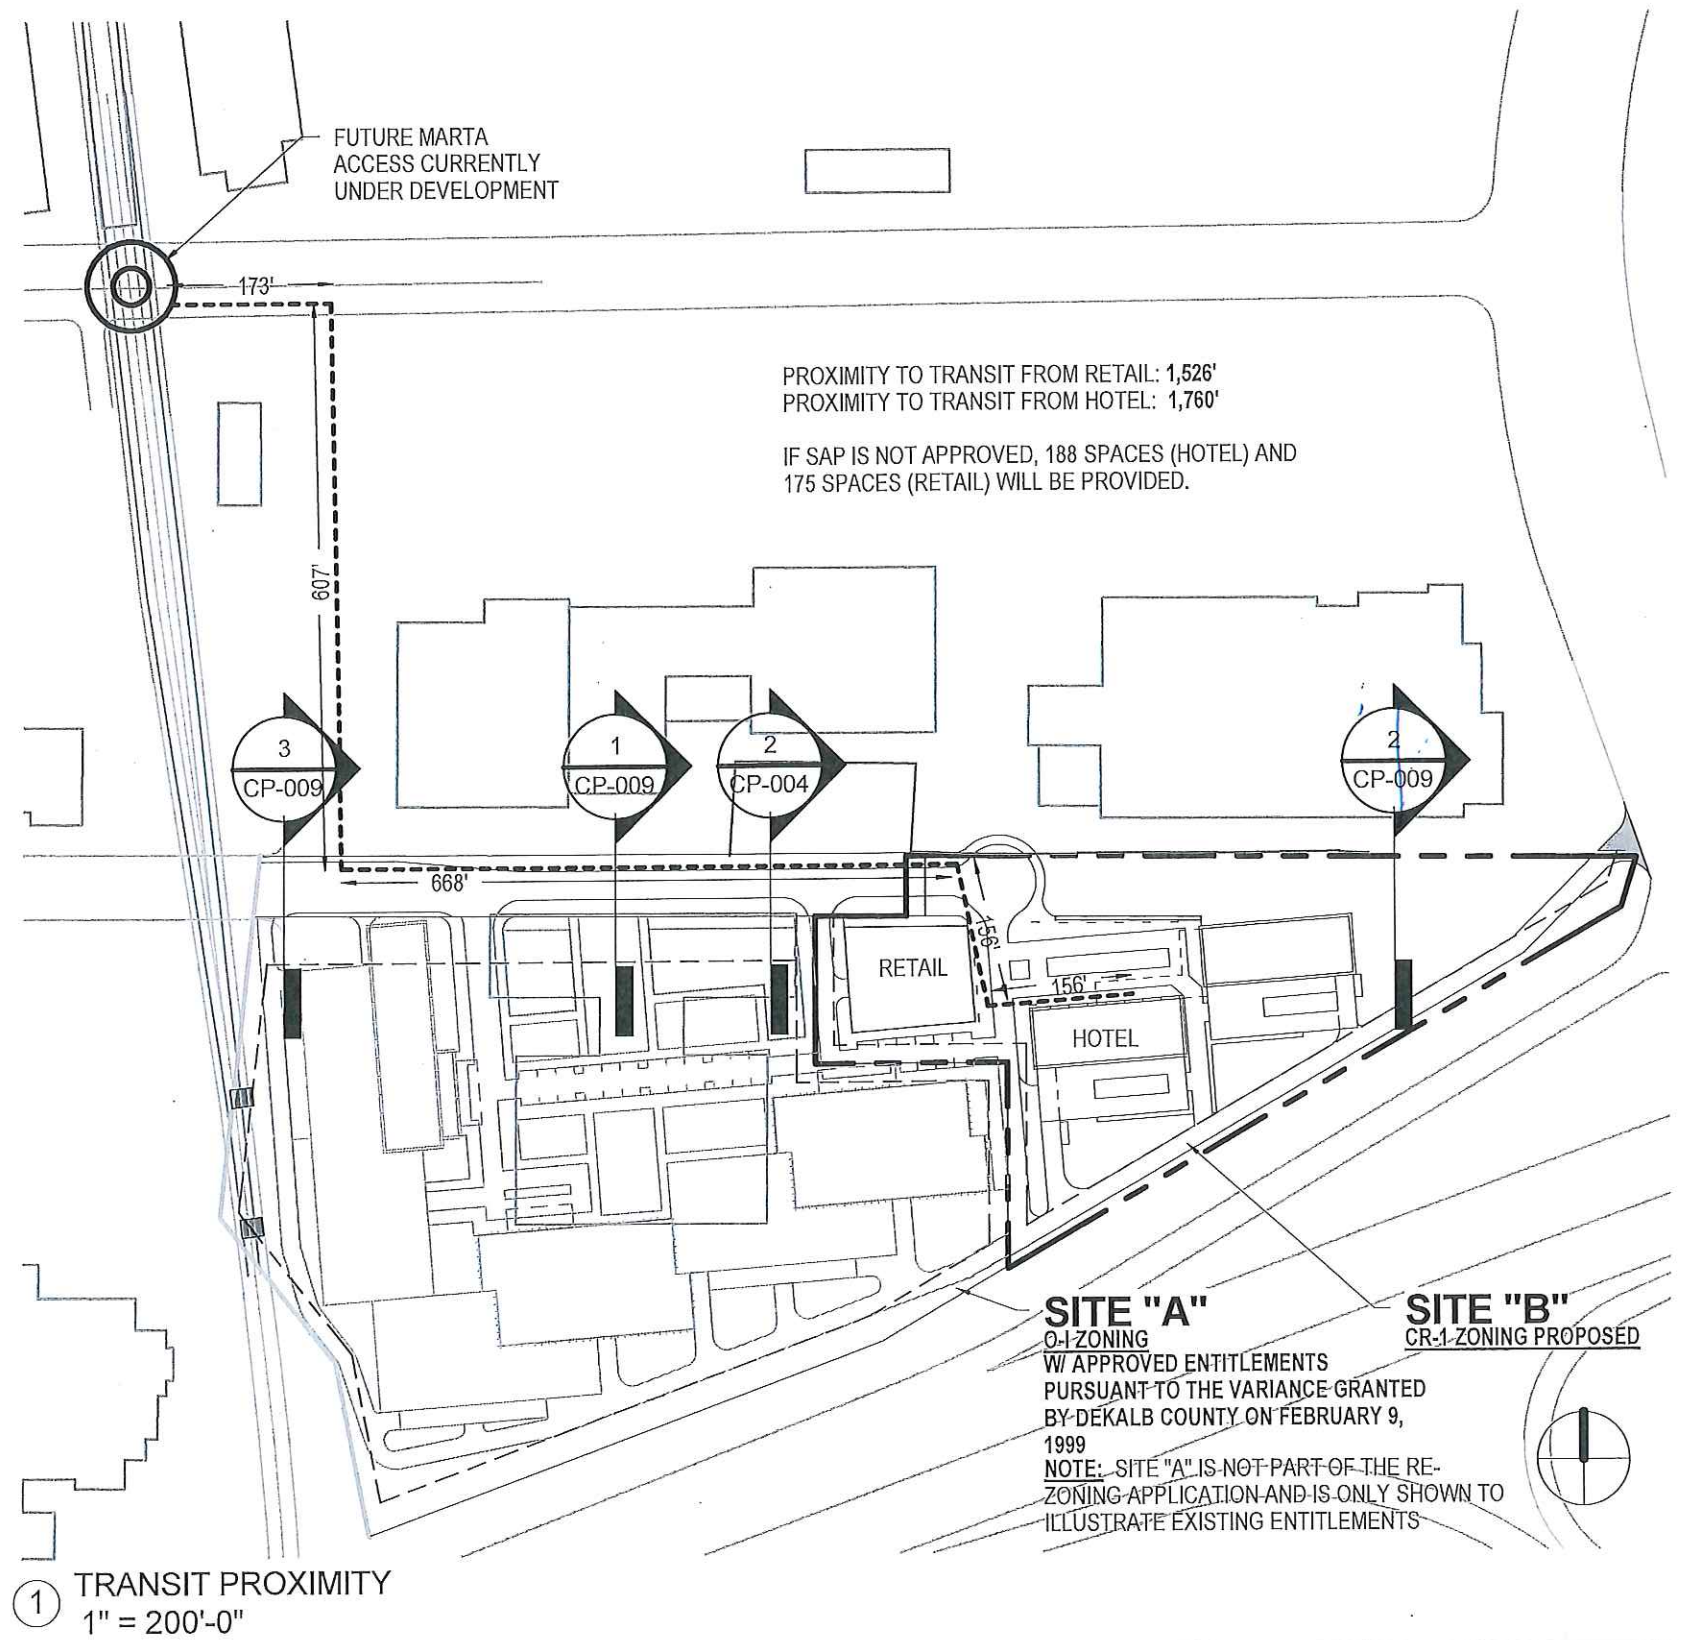 FUTURE MARTA
ACCESS CURRENTLY
UNDER DEVELOPMENT
173'
PROXIMITY TO TRANSIT FROM RETAIL: 1,526'
PROXIMITY TO TRANSIT FROM HOTEL: 1,760'
IF SAP IS NOT APPROVED, 188 SPACES (HOTEL) AND
175 SPACES (RETAIL) WILL BE PROVIDED.
607'
3
CP-009
1
CP-009
2
CP-004
2
CP-009
668'
156'
RETAIL
156'
HOTEL
SITE "A"
O-I ZONING
W/ APPROVED ENTITLEMENTS
PURSUANT TO THE VARIANCE GRANTED
BY DEKALB COUNTY ON FEBRUARY 9,
1999
NOTE: SITE "A" IS NOT PART OF THE RE-
ZONING APPLICATION AND IS ONLY SHOWN TO
ILLUSTRATE EXISTING ENTITLEMENTS
SITE "B"
CR-1 ZONING PROPOSED
1
TRANSIT PROXIMITY
1" = 200'-0"